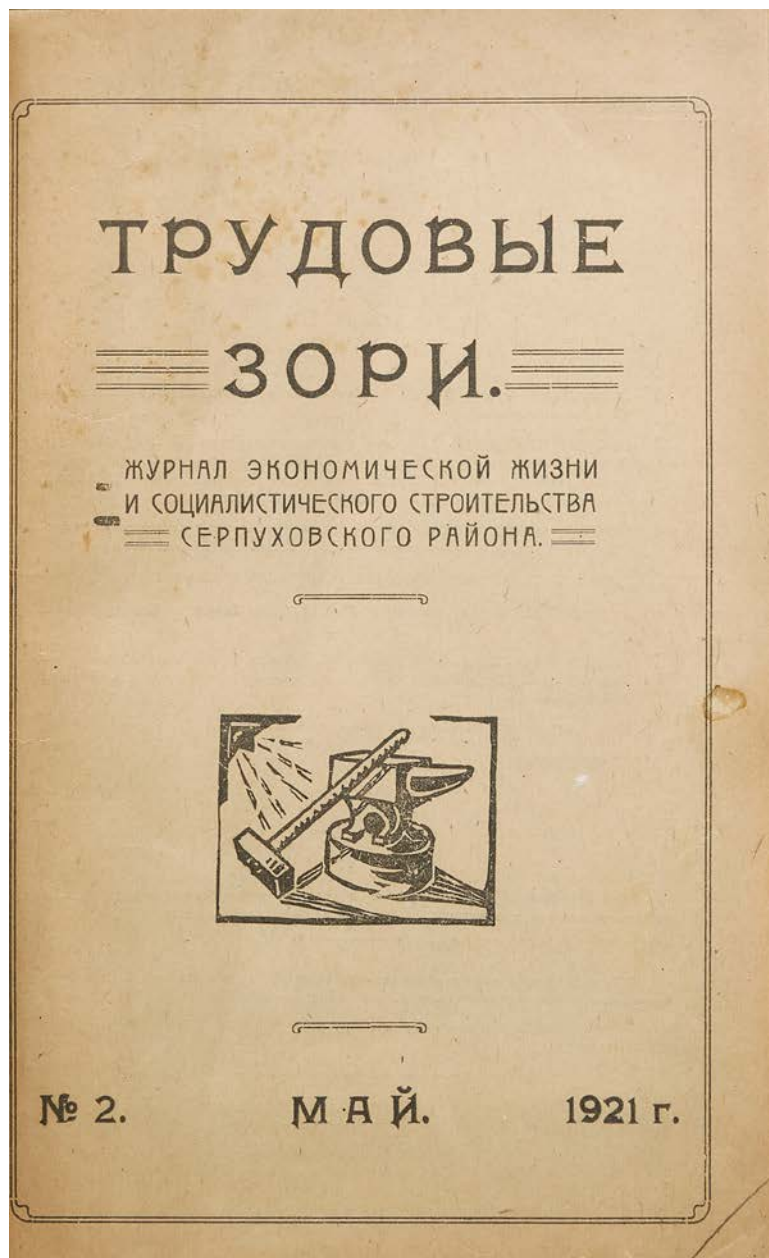 ТРУДОВЫЕ
ЗОРИ.
ЖУРНАЛ ЭКОНОМИЧЕСКОЙ ЖИЗНИ
И СОЦИАЛИСТИЧЕСКОГО СТРОИТЕЛЬСТВА
СЕРПУХОВСКОГО РАЙОНА.
№ 2. МАЙ. 1921 г.